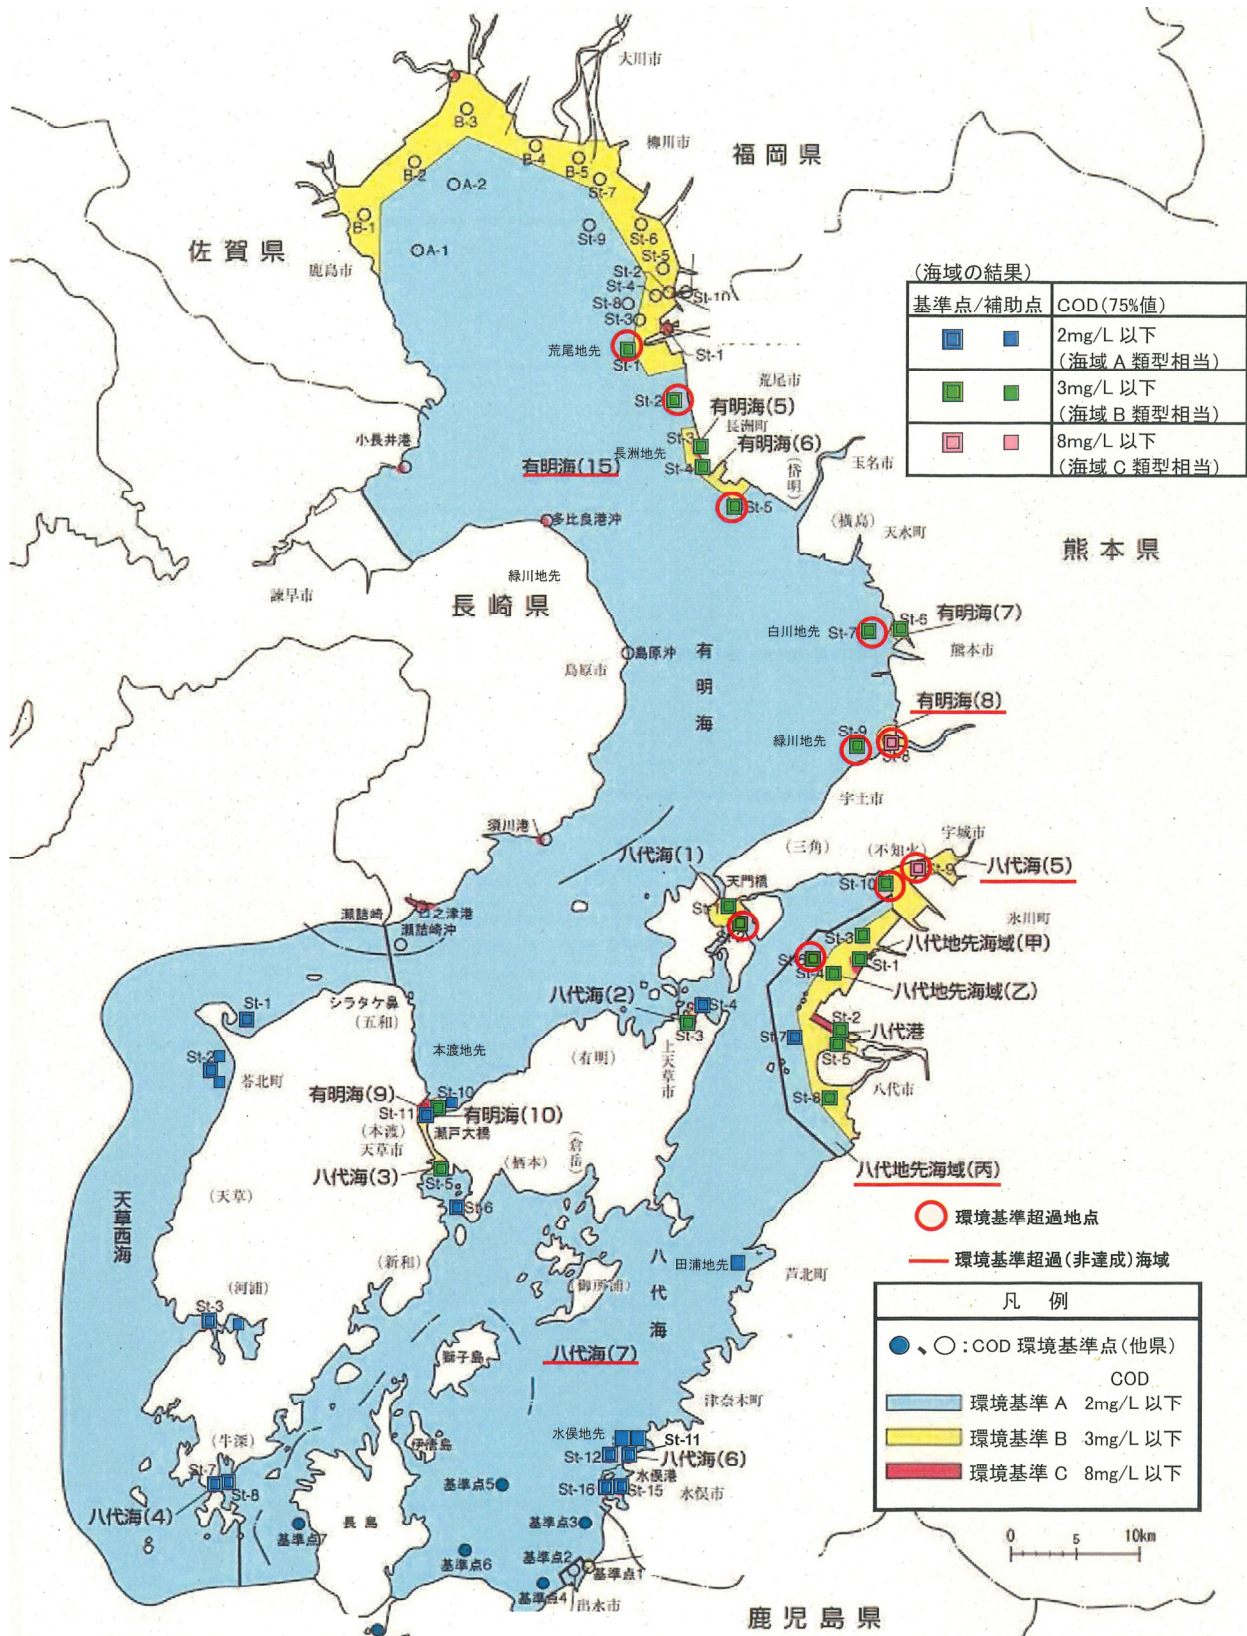 大川市
B-3
柳川市
福岡県
B-4
B-5
B-2
A-2
St-7
B-1
St-9
St-6
佐賀県
A-1
St-5
鹿島市
St-2
St-4
St-10
St-8
St-3
St-1
荒尾地先
St-1
荒尾市
St-2
有明海(5)
長洲町
St-3
有明海(6)
小長井港
長洲地先
St-4
玉名市
有明海(15)
(岱明)
St-5
多比良港沖
(横島)
天水町
熊本県
緑川地先
諫早市
長崎県
St-6
有明海(7)
白川地先
St-7
熊本市
島原沖
島原市
有明海
有明海(8)
St-9
緑川地先
St-8
宇土市
須川港
(三角)
(不知火)
宇城市
八代海(1)
St-9
八代海(5)
天門橋
St-10
St-1
氷川町
瀬詰崎
口之津港
瀬詰崎沖
St-2
St-3
八代地先海域(甲)
St-6
St-1
St-4
八代地先海域(乙)
シラタケ鼻
(五和)
St-1
八代海(2)
St-4
St-3
St-2
八代港
St-7
St-5
上天草市
本渡地先
(有明)
St-2
苓北町
八代市
有明海(9)
St-10
St-8
St-11
有明海(10)
(本渡)
瀬戸大橋
天草市
(倉岳)
(栖本)
八代海(3)
St-5
八代地先海域(丙)
天草西海
(天草)
St-6
環境基準超過地点
(新和)
八代海
田浦地先
環境基準超過(非達成)海域
(御所浦)
芦北町
(河浦)
St-3
獅子島
八代海(7)
津奈木町
(牛深)
伊唐島
水俣地先
St-11
St-12
八代海(6)
St-7
水俣港
St-8
基準点5
St-16
St-15
水俣市
八代海(4)
長島
基準点7
基準点3
基準点6
基準点2
基準点1
基準点4
出水市
鹿児島県
(海域の結果)
基準点/補助点 COD(75%値)
2mg/L 以下
(海域 A 類型相当)
3mg/L 以下
(海域 B 類型相当)
8mg/L 以下
(海域 C 類型相当)
凡 例
、 :COD 環境基準点(他県)
COD
環境基準 A 2mg/L 以下
環境基準 B 3mg/L 以下
環境基準 C 8mg/L 以下
0 5 10km